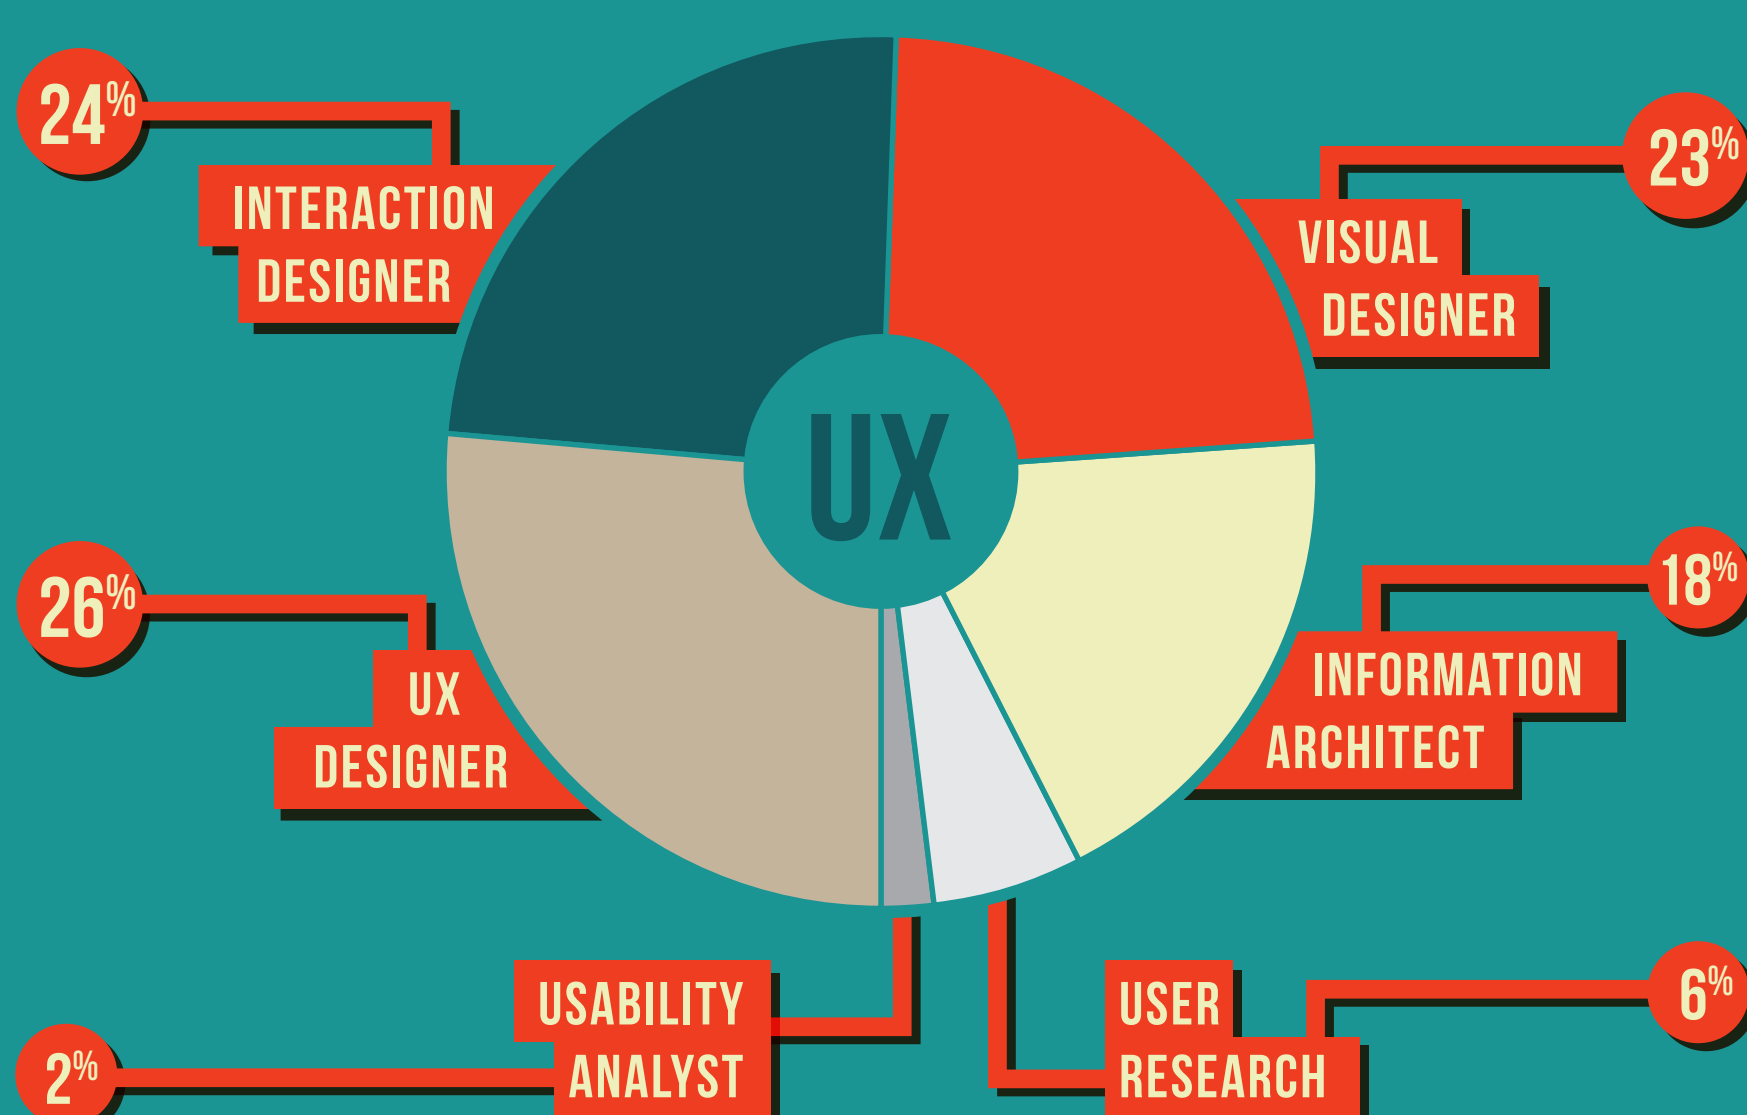 24%
INTERACTION
DESIGNER
23%
VISUAL
DESIGNER
UX
26%
UX
DESIGNER
18%
INFORMATION
ARCHITECT
2%
USABILITY
ANALYST
USER
RESEARCH
6%